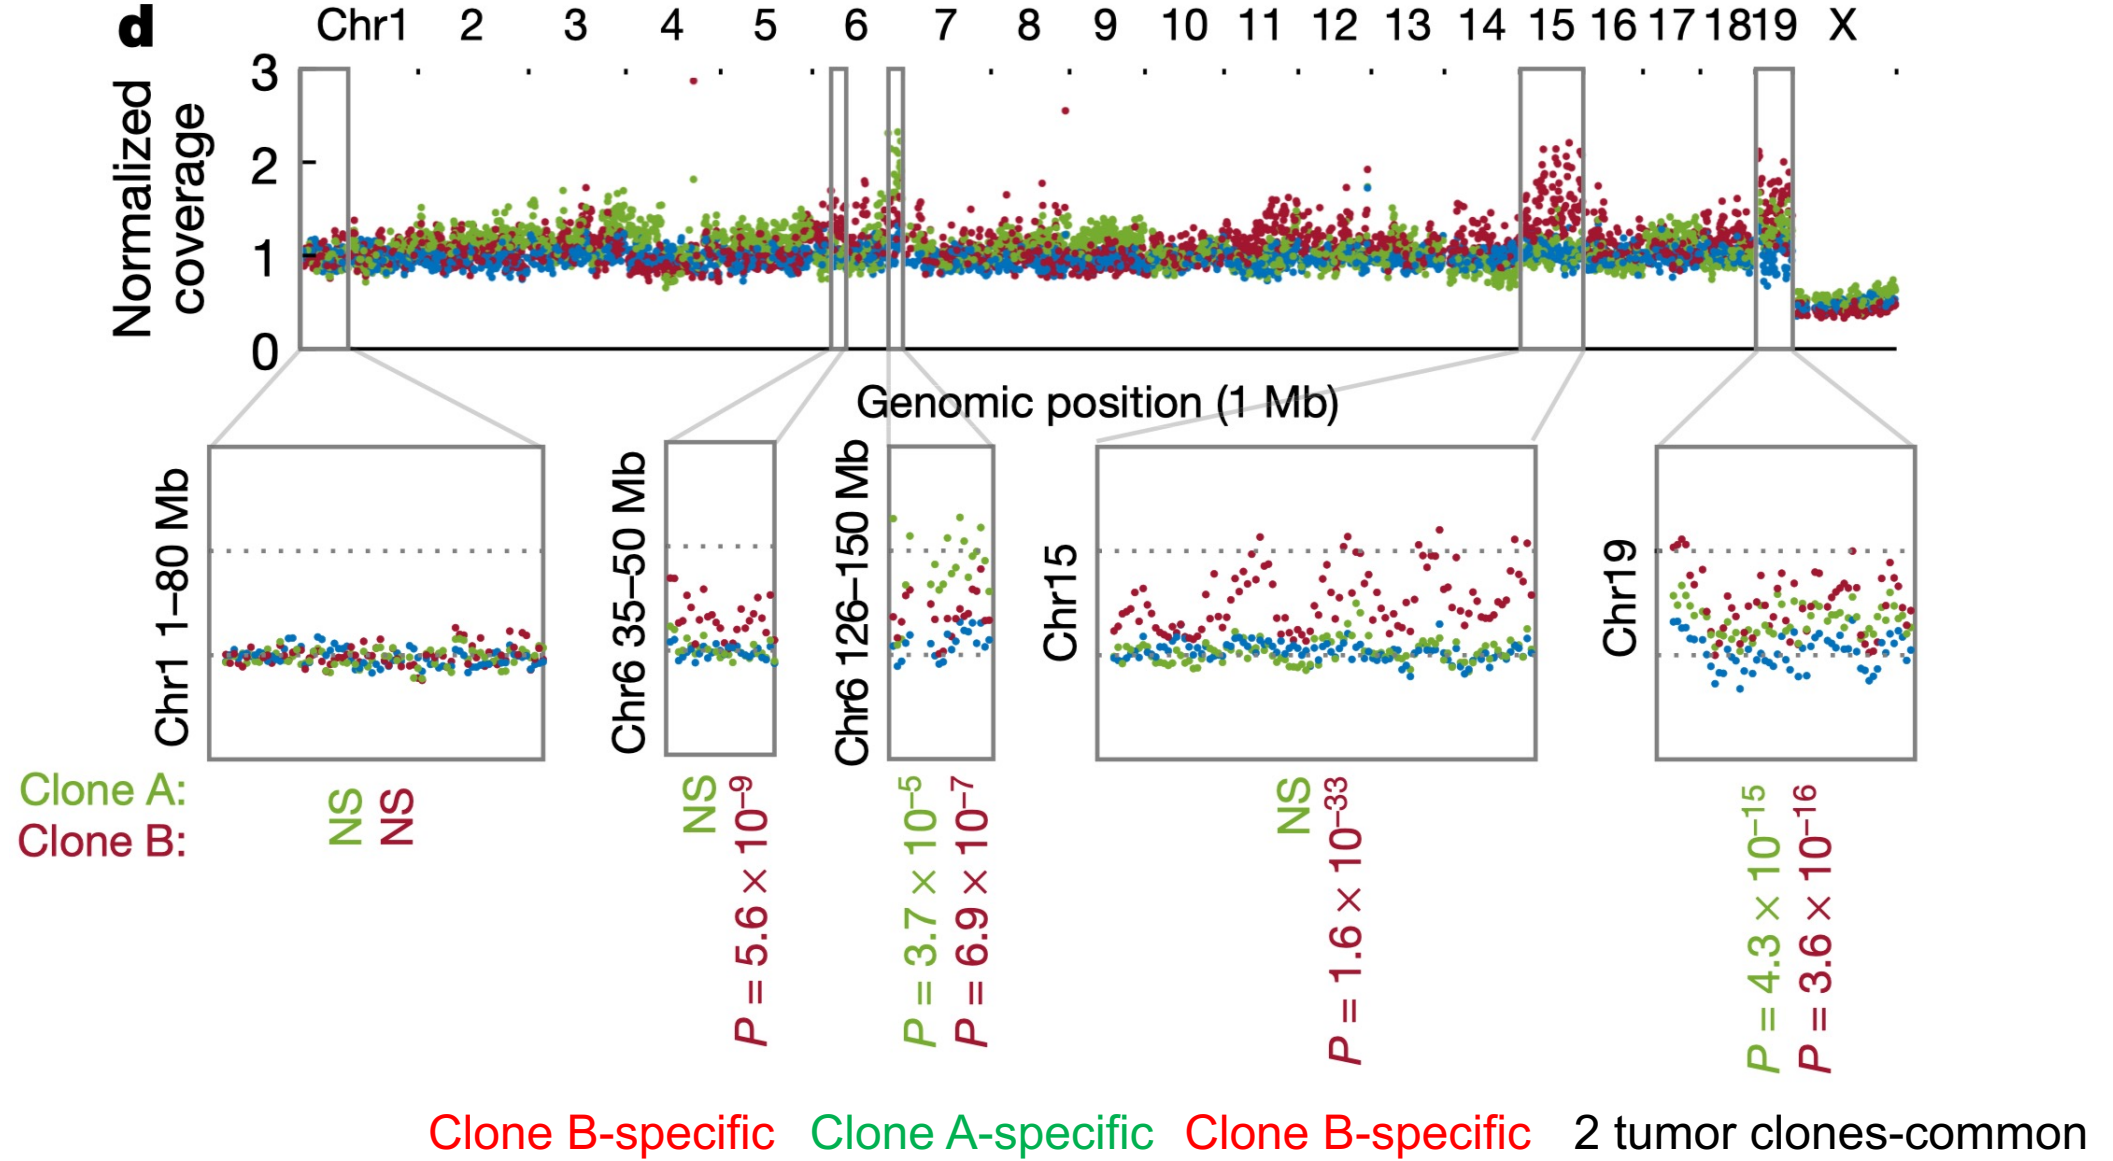 d
Chr1 2 3 4 5 6 7 8 9 10 11 12 13 14 15 16 17 18 19 X
Normalized
coverage
3
2
1
0
Genomic position (1 Mb)
Chr1 1–80 Mb
Chr6 35–50 Mb
Chr6 126–150 Mb
Chr15
Chr19
Clone A:
Clone B:
NS
NS
NS
P = 5.6 × 10⁻⁹
P = 3.7 × 10⁻⁵
P = 6.9 × 10⁻⁷
NS
P = 1.6 × 10⁻³³
P = 4.3 × 10⁻¹⁵
P = 3.6 × 10⁻¹⁶
Clone B-specific Clone A-specific Clone B-specific 2 tumor clones-common